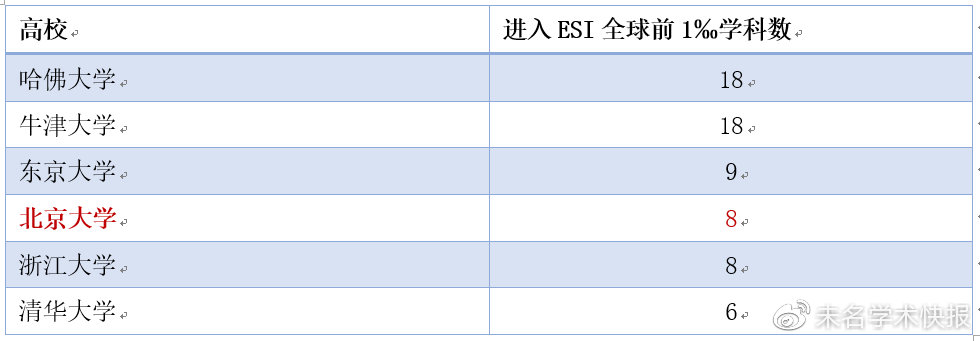 高校 进入 ESI 全球前 1‰学科数
哈佛大学 18
牛津大学 18
东京大学 9
北京大学 8
浙江大学 8
清华大学 6
未名学术快报